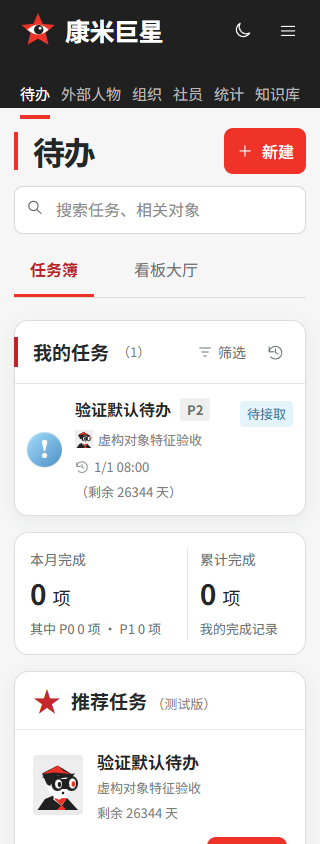 康米巨星
待办 外部人物 组织 社员 统计 知识库
待办
新建
搜索任务、相关对象
任务簿 看板大厅
我的任务 (1) 筛选
验证默认待办 P2 待接取
虚构对象特征验收
1/1 08:00
（剩余 26344 天）
本月完成 累计完成
0 项 0 项
其中 P0 0 项 · P1 0 项 我的完成记录
推荐任务 （测试版）
验证默认待办
虚构对象特征验收
剩余 26344 天